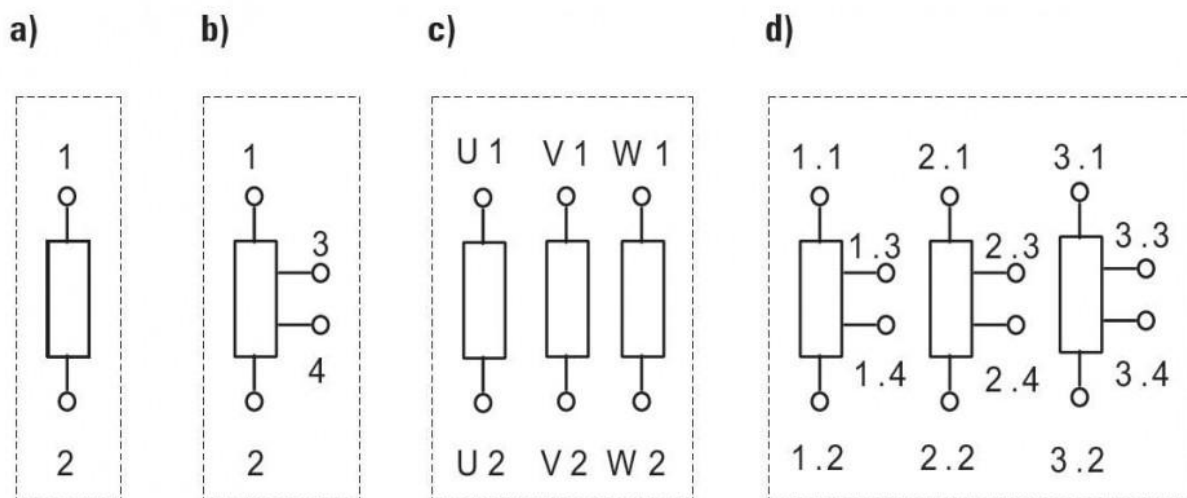 a) b) c) d)
1 1 U 1 V 1 W 1 1.1 2.1 3.1
3 1.3 2.3 3.3
4 1.4 2.4 3.4
2 2 U 2 V 2 W 2 1.2 2.2 3.2